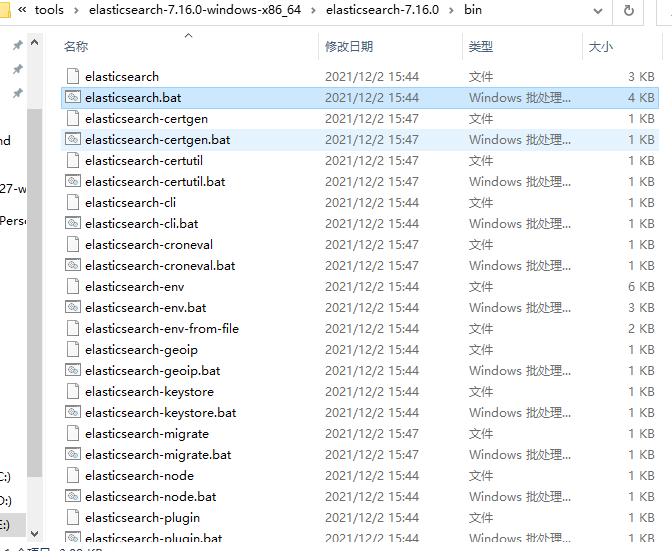 « tools › elasticsearch-7.16.0-windows-x86_64 › elasticsearch-7.16.0 › bin
名称 修改日期 类型 大小
elasticsearch 2021/12/2 15:44 文件 3 KB
elasticsearch.bat 2021/12/2 15:44 Windows 批处理... 4 KB
elasticsearch-certgen 2021/12/2 15:47 文件 1 KB
elasticsearch-certgen.bat 2021/12/2 15:47 Windows 批处理... 1 KB
elasticsearch-certutil 2021/12/2 15:47 文件 1 KB
elasticsearch-certutil.bat 2021/12/2 15:47 Windows 批处理... 1 KB
elasticsearch-cli 2021/12/2 15:44 文件 1 KB
elasticsearch-cli.bat 2021/12/2 15:44 Windows 批处理... 1 KB
elasticsearch-croneval 2021/12/2 15:47 文件 1 KB
elasticsearch-croneval.bat 2021/12/2 15:47 Windows 批处理... 1 KB
elasticsearch-env 2021/12/2 15:44 文件 6 KB
elasticsearch-env.bat 2021/12/2 15:44 Windows 批处理... 3 KB
elasticsearch-env-from-file 2021/12/2 15:44 文件 2 KB
elasticsearch-geoip 2021/12/2 15:44 文件 1 KB
elasticsearch-geoip.bat 2021/12/2 15:44 Windows 批处理... 1 KB
elasticsearch-keystore 2021/12/2 15:44 文件 1 KB
elasticsearch-keystore.bat 2021/12/2 15:44 Windows 批处理... 1 KB
elasticsearch-migrate 2021/12/2 15:47 文件 1 KB
elasticsearch-migrate.bat 2021/12/2 15:47 Windows 批处理... 1 KB
elasticsearch-node 2021/12/2 15:44 文件 1 KB
elasticsearch-node.bat 2021/12/2 15:44 Windows 批处理... 1 KB
elasticsearch-plugin 2021/12/2 15:44 文件 1 KB
elasticsearch-plugin.bat 2021/12/2 15:44 Windows 批处理... 1 KB
nd
27-w
Perso
C:)
D:)
E:)